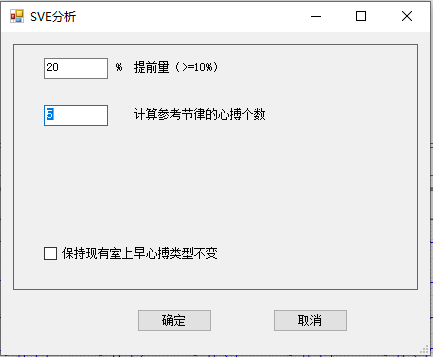 SVE分析
20 % 提前量（>=10%）
5 计算参考节律的心搏个数
保持现有室上早心搏类型不变
确定 取消